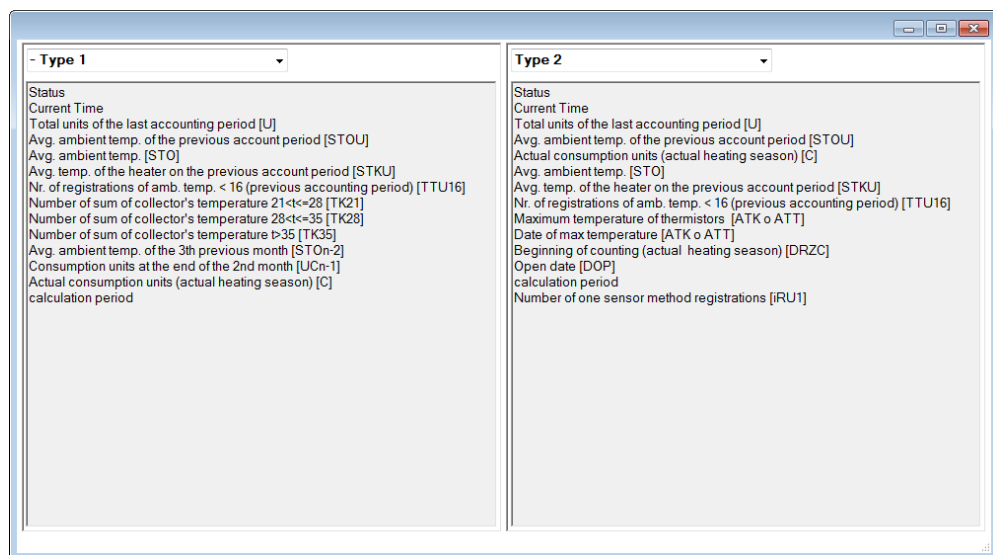 - Type 1
Status
Current Time
Total units of the last accounting period [U]
Avg. ambient temp. of the previous account period [STOU]
Avg. ambient temp. [STO]
Avg. temp. of the heater on the previous account period [STKU]
Nr. of registrations of amb. temp. < 16 (previous accounting period) [TTU16]
Number of sum of collector's temperature 21<t<=28 [TK21]
Number of sum of collector's temperature 28<t<=35 [TK28]
Number of sum of collector's temperature t>35 [TK35]
Avg. ambient temp. of the 3th previous month [STOn-2]
Consumption units at the end of the 2nd month [UCn-1]
Actual consumption units (actual heating season) [C]
calculation period
Type 2
Status
Current Time
Total units of the last accounting period [U]
Avg. ambient temp. of the previous account period [STOU]
Actual consumption units (actual heating season) [C]
Avg. ambient temp. [STO]
Avg. temp. of the heater on the previous account period [STKU]
Nr. of registrations of amb. temp. < 16 (previous accounting period) [TTU16]
Maximum temperature of thermistors  [ATK o ATT]
Date of max temperature [ATK o ATT]
Beginning of counting (actual  heating season) [DRZC]
Open date [DOP]
calculation period
Number of one sensor method registrations [iRU1]